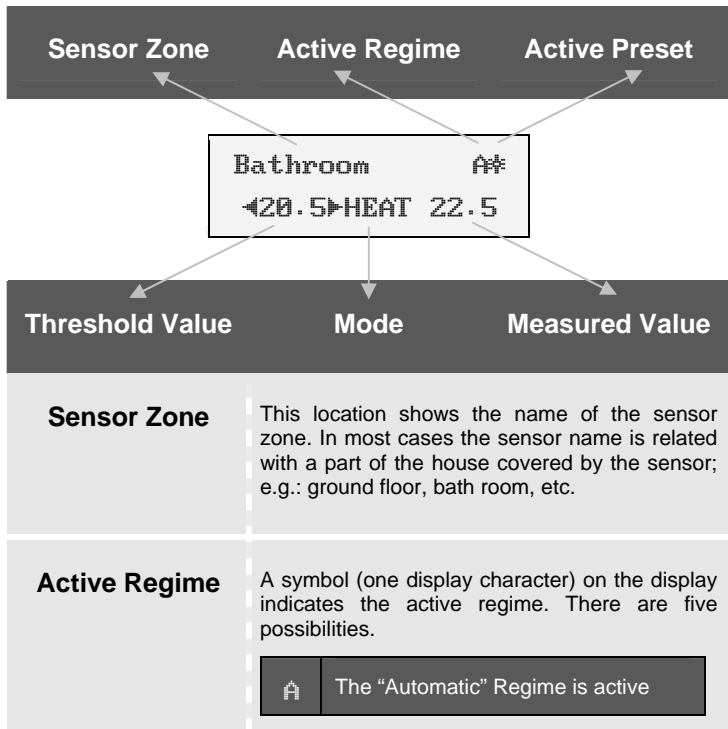 Sensor Zone Active Regime Active Preset
Bathroom A☼
◄20.5►HEAT 22.5
Threshold Value Mode Measured Value
Sensor Zone
This location shows the name of the sensor
zone. In most cases the sensor name is related
with a part of the house covered by the sensor;
e.g.: ground floor, bath room, etc.
Active Regime
A symbol (one display character) on the display
indicates the active regime. There are five
possibilities.
A The “Automatic” Regime is active